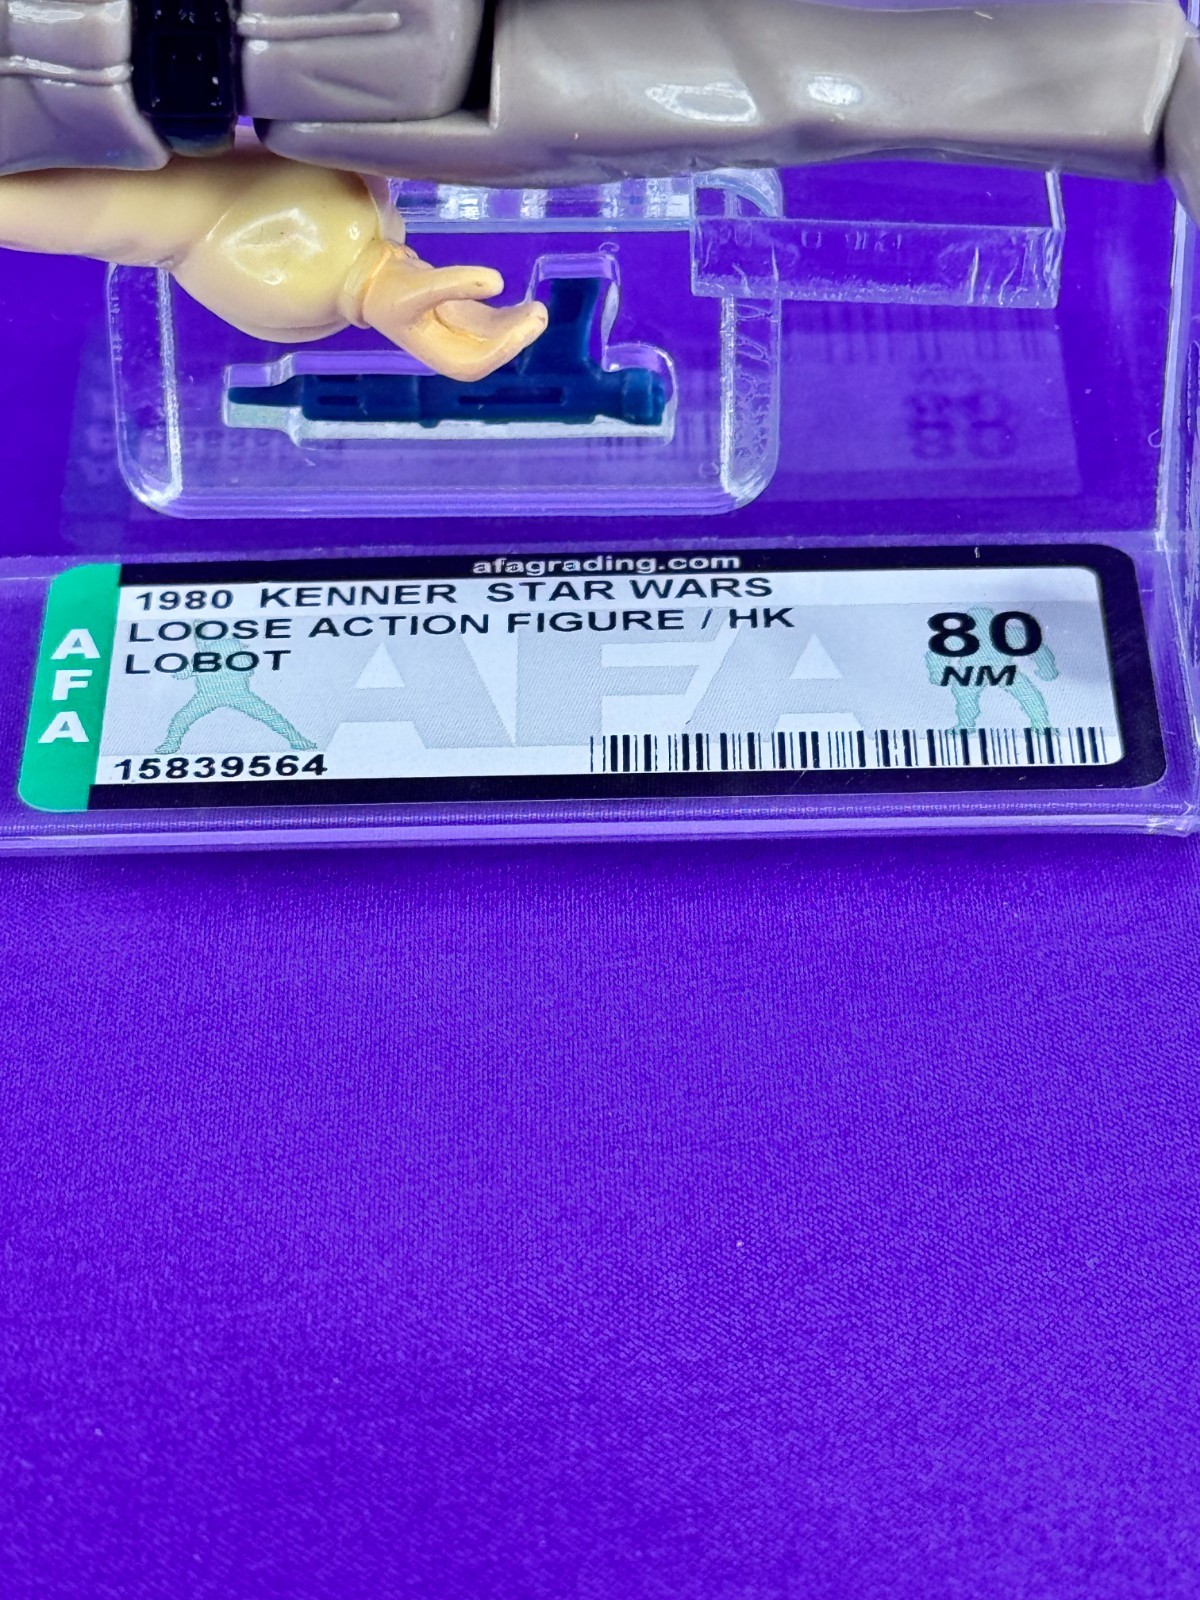 afagrading.com
1980 KENNER STAR WARS
LOOSE ACTION FIGURE / HK
LOBOT
80
NM
AFA
AFA
15839564